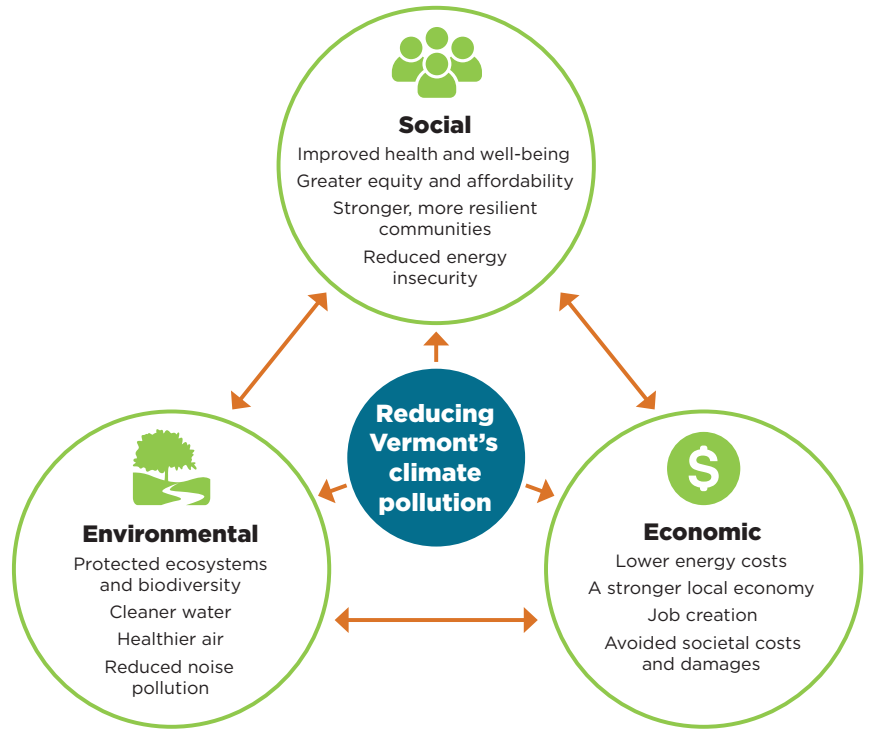 Social
Improved health and well-being
Greater equity and affordability
Stronger, more resilient
communities
Reduced energy
insecurity
Reducing
Vermont's
climate
pollution
Environmental
Protected ecosystems
and biodiversity
Cleaner water
Healthier air
Reduced noise
pollution
$
Economic
Lower energy costs
A stronger local economy
Job creation
Avoided societal costs
and damages